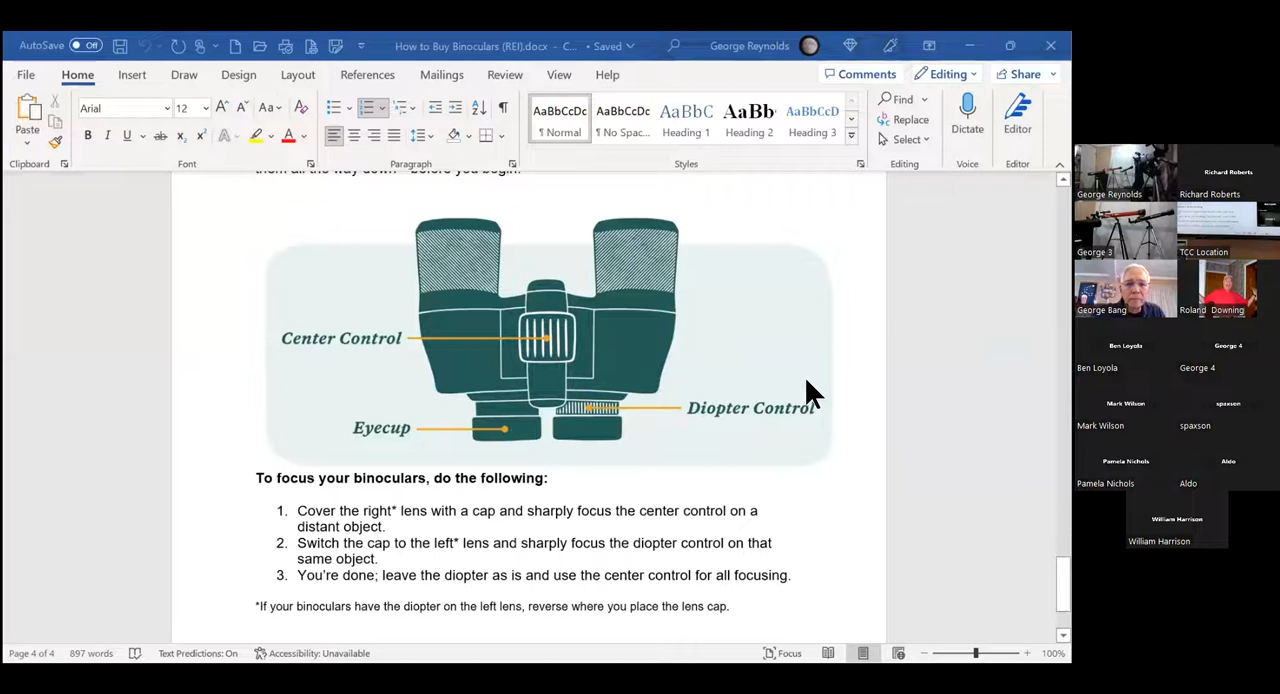 AutoSave Off How to Buy Binoculars (REI).docx - C... • Saved George Reynolds
File Home Insert Draw Design Layout References Mailings Review View Help Comments Editing Share
Paste
Clipboard
Arial 12
Font
Paragraph
AaBbCcDc AaBbCcDc AaBbC AaBb AaBbCcD
¶ Normal ¶ No Spac... Heading 1 Heading 2 Heading 3
Styles
Find
Replace
Select
Editing
Dictate
Voice
Editor
Editor
them all the way down before you begin.
Center Control
Diopter Control
Eyecup
To focus your binoculars, do the following:
1. Cover the right* lens with a cap and sharply focus the center control on a
distant object.
2. Switch the cap to the left* lens and sharply focus the diopter control on that
same object.
3. You’re done; leave the diopter as is and use the center control for all focusing.
*If your binoculars have the diopter on the left lens, reverse where you place the lens cap.
Page 4 of 4 897 words Text Predictions: On Accessibility: Unavailable Focus 100%
George Reynolds
Richard Roberts
Richard Roberts
George 3
TCC Location
George Bang
Roland Downing
Ben Loyola
Ben Loyola
George 4
George 4
Mark Wilson
Mark Wilson
spaxson
spaxson
Pamela Nichols
Pamela Nichols
Aldo
Aldo
William Harrison
William Harrison